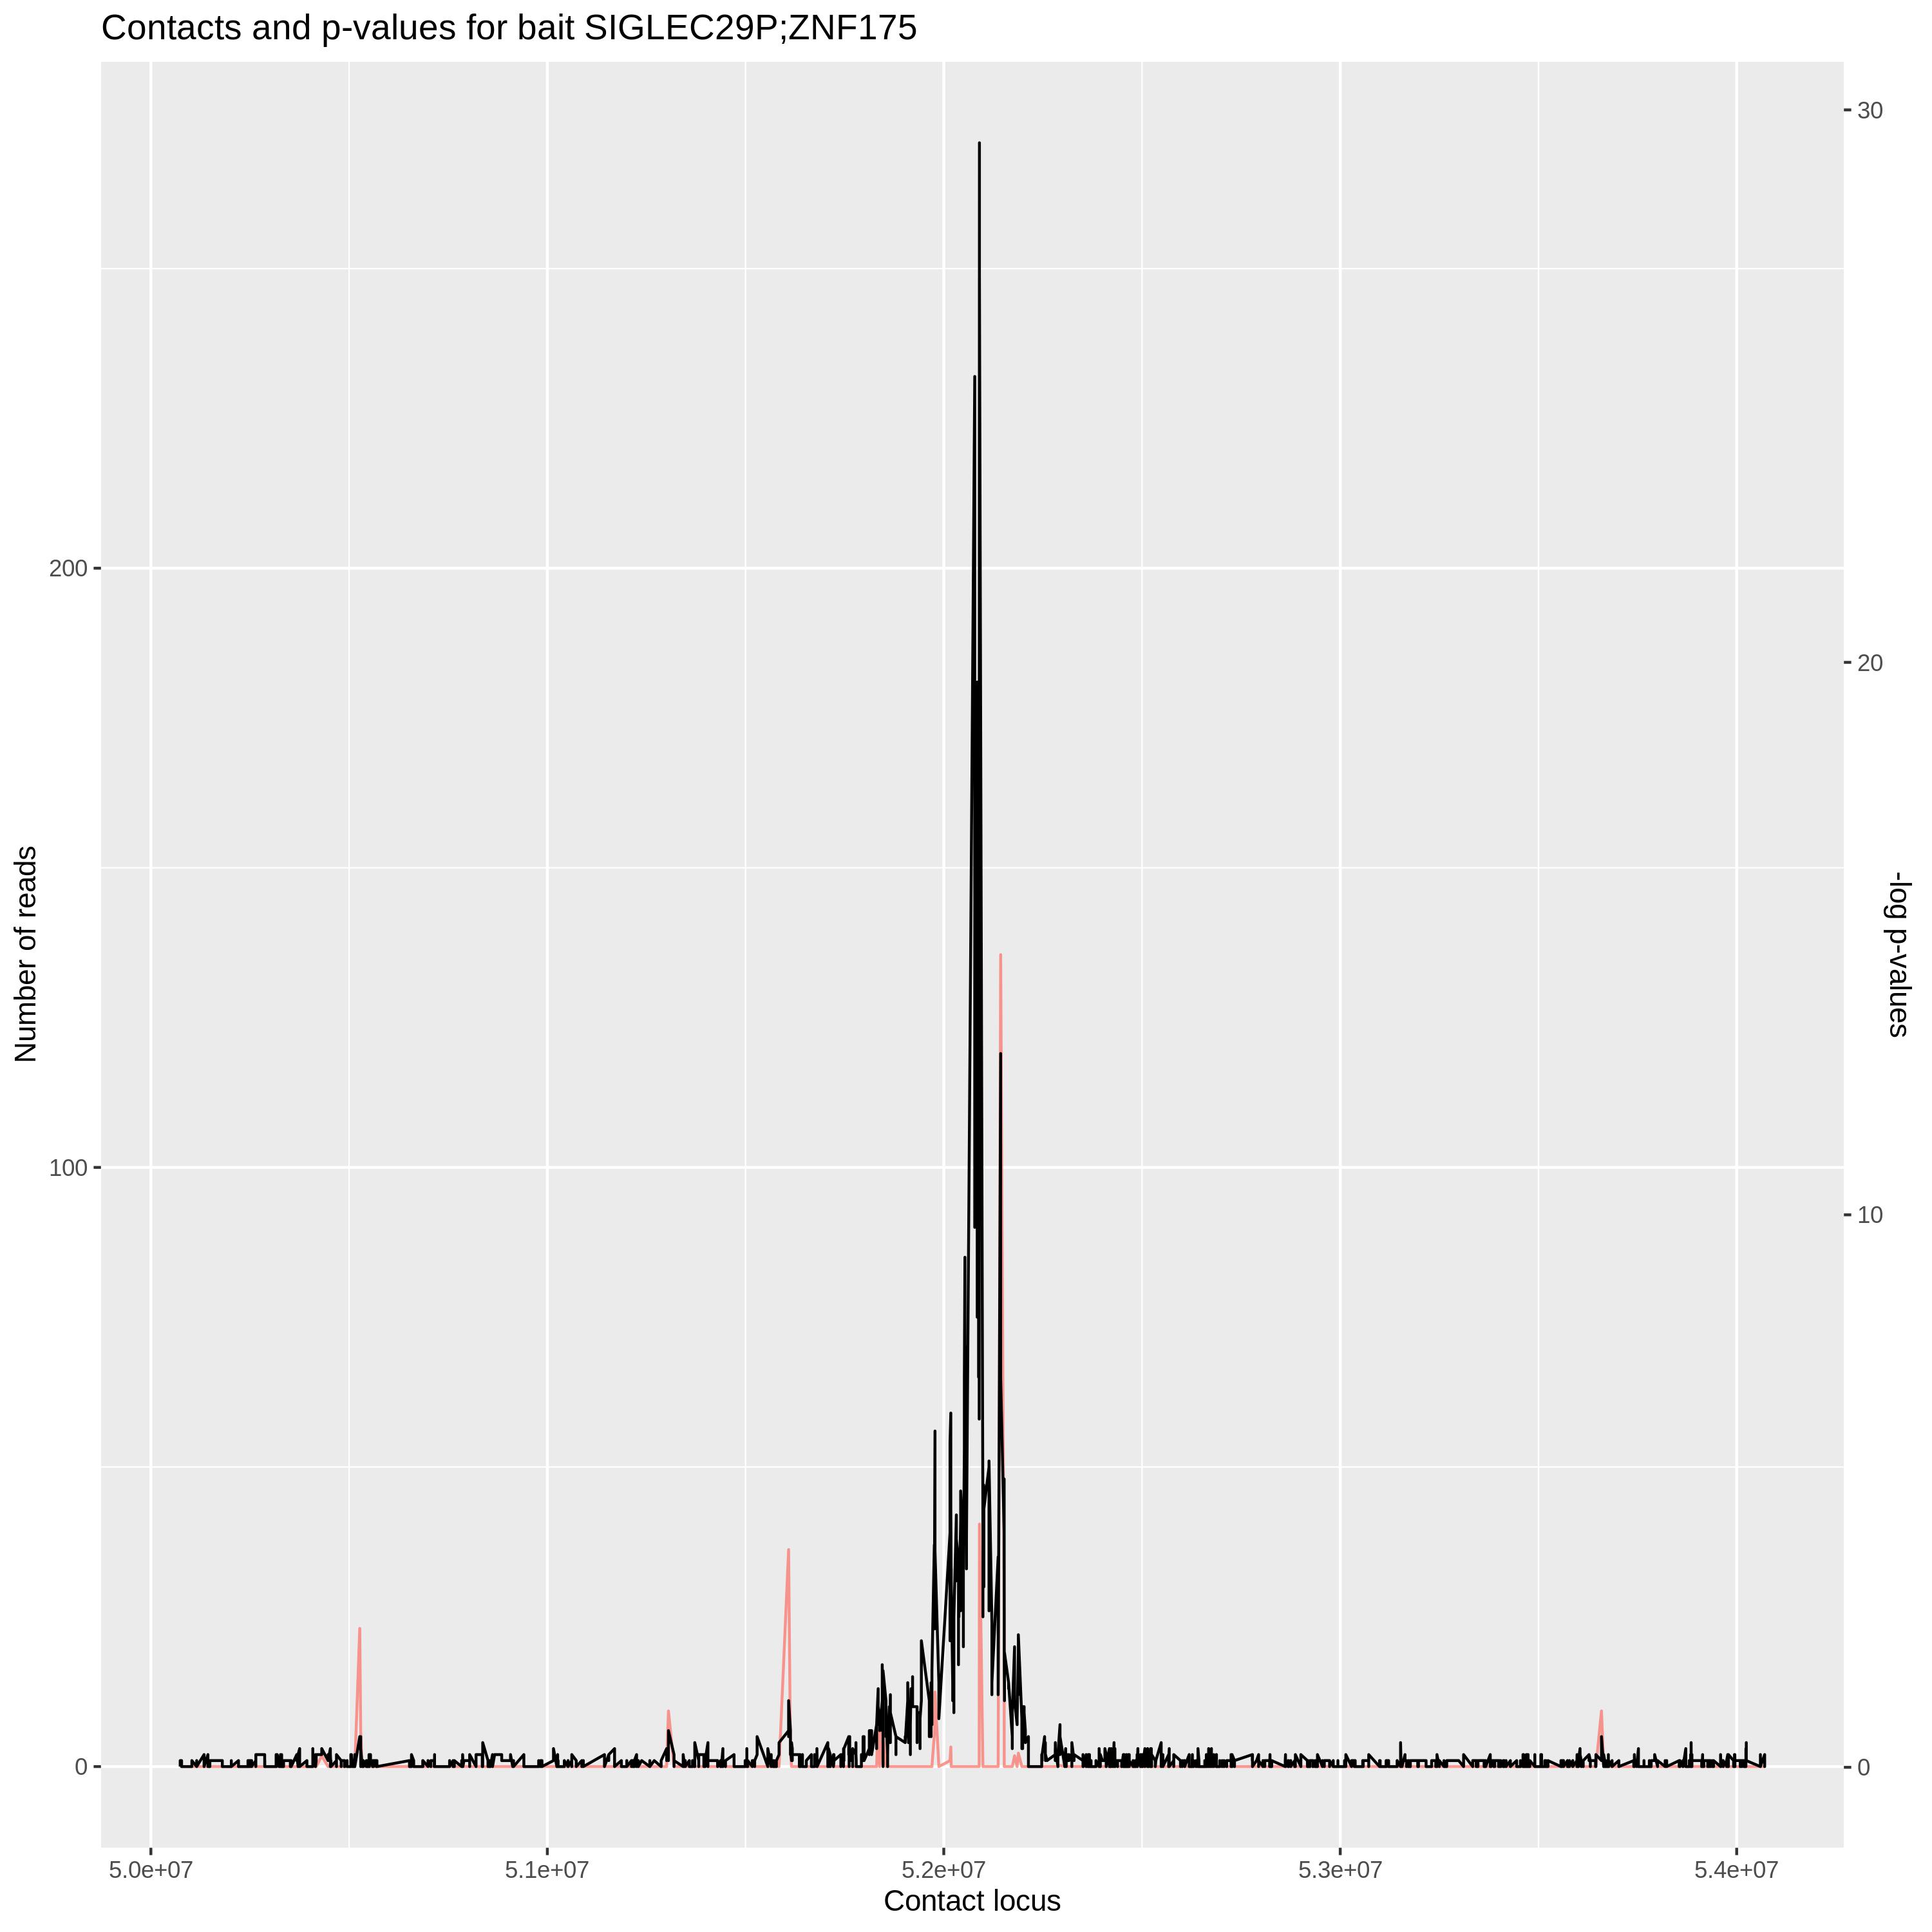 Contacts and p-values for bait SIGLEC29P;ZNF175
30
200
20
Number of reads
-log p-values
100
10
0
0
5.0e+07
5.1e+07
5.2e+07
5.3e+07
5.4e+07
Contact locus